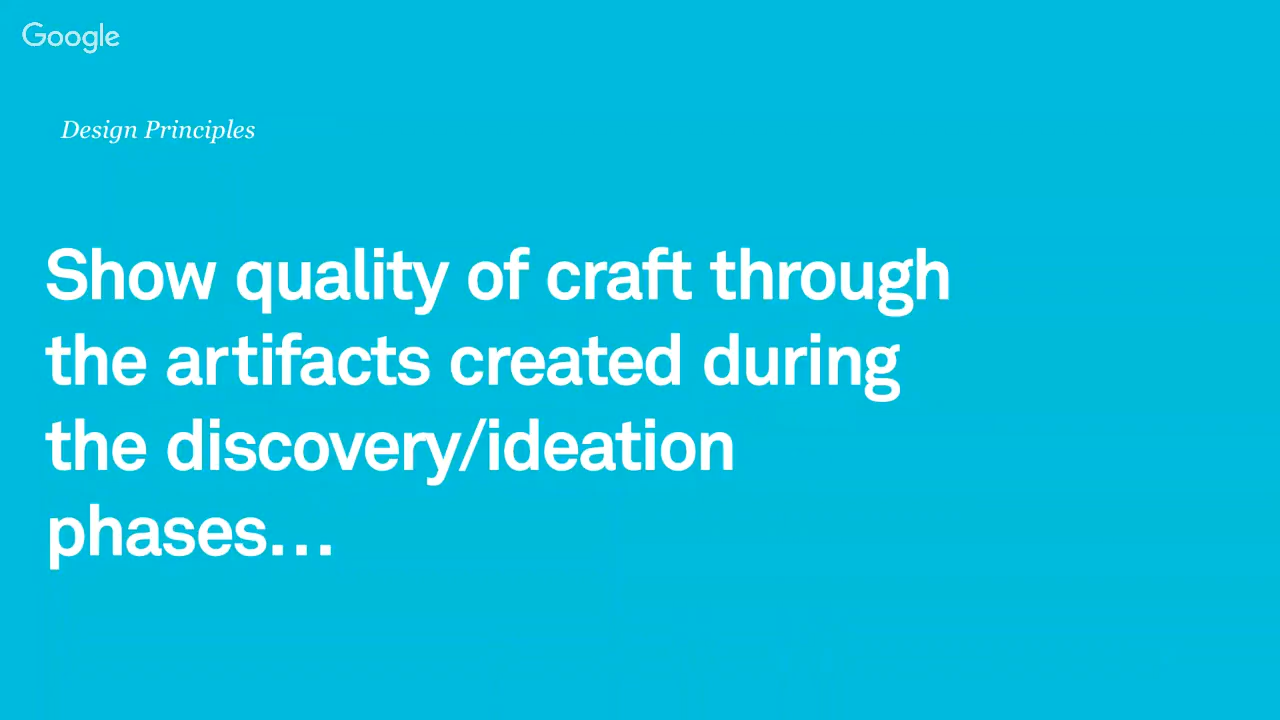 Google
Design Principles
Show quality of craft through
the artifacts created during
the discovery/ideation
phases...